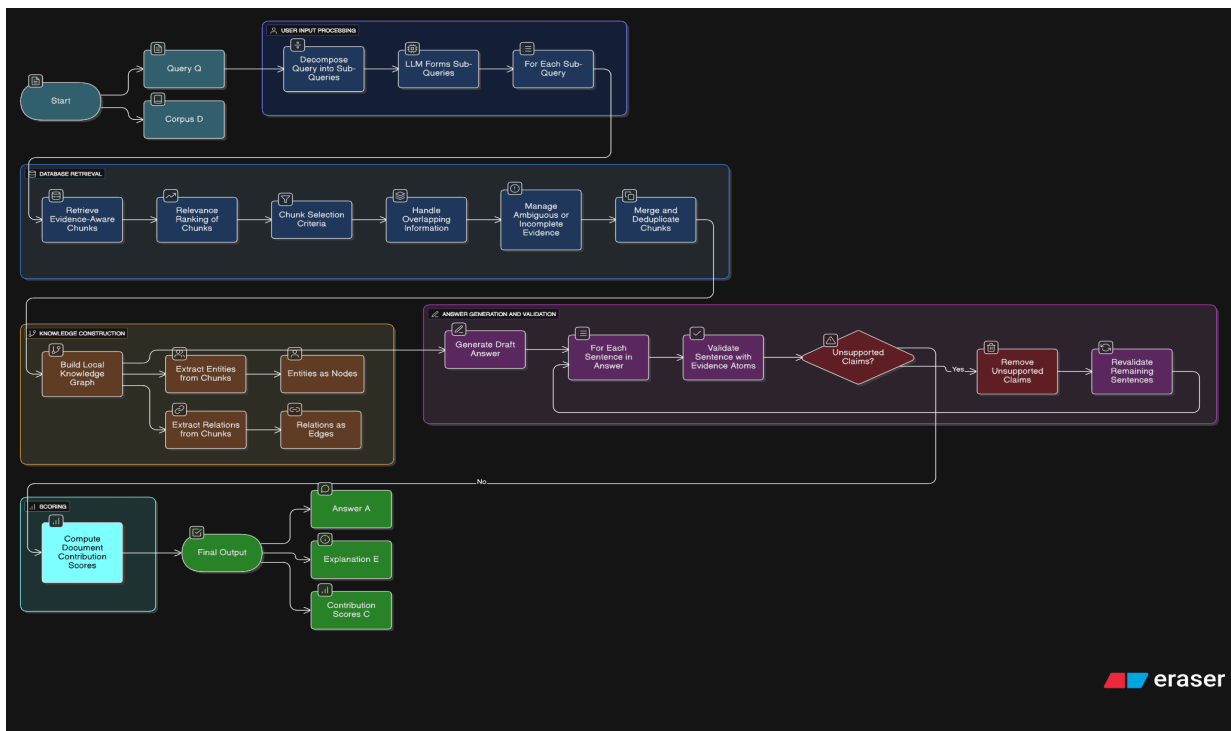 USER INPUT PROCESSING
Start
Query Q
Corpus D
Decompose
Query into Sub-
Queries
LLM Forms Sub-
Queries
For Each Sub-
Query
DATABASE RETRIEVAL
Retrieve
Evidence-Aware
Chunks
Relevance
Ranking of
Chunks
Chunk Selection
Criteria
Handle
Overlapping
Information
Manage
Ambiguous or
Incomplete
Evidence
Merge and
Deduplicate
Chunks
KNOWLEDGE CONSTRUCTION
Build Local
Knowledge
Graph
Extract Entities
from Chunks
Entities as Nodes
Extract Relations
from Chunks
Relations as
Edges
ANSWER GENERATION AND VALIDATION
Generate Draft
Answer
For Each
Sentence in
Answer
Validate
Sentence with
Evidence Atoms
Unsupported
Claims?
Yes
Remove
Unsupported
Claims
Revalidate
Remaining
Sentences
No
SCORING
Compute
Document
Contribution
Scores
Final Output
Answer A
Explanation E
Contribution
Scores C
eraser